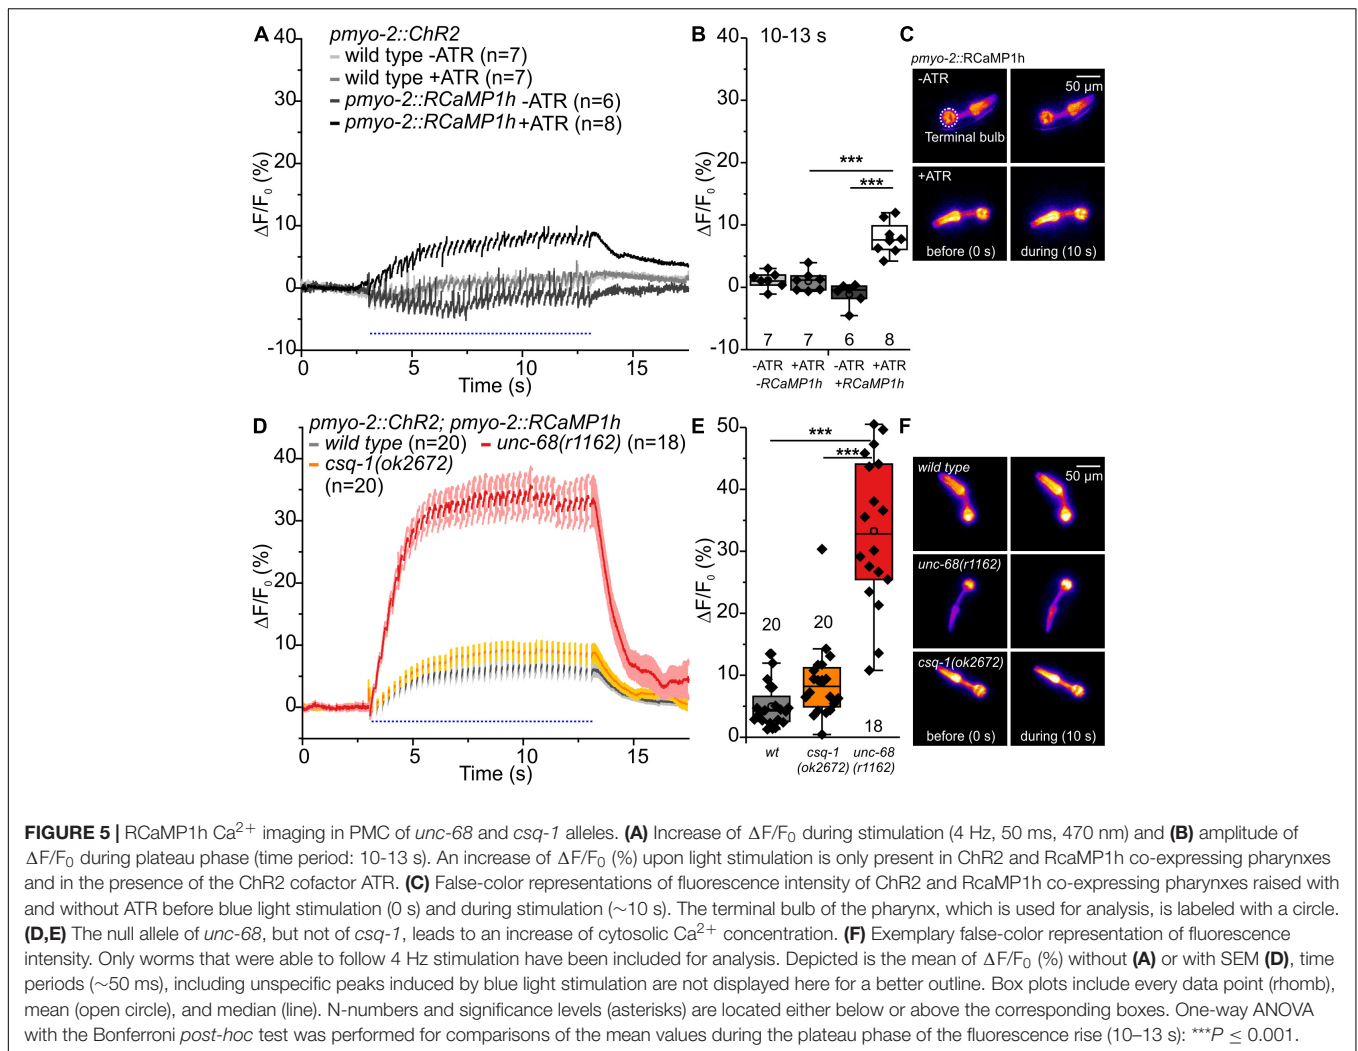 A
pmyo-2::ChR2
wild type -ATR (n=7)
wild type +ATR (n=7)
pmyo-2::RCaMP1h -ATR (n=6)
pmyo-2::RCaMP1h +ATR (n=8)
40
30
20
10
0
-10
ΔF/F0 (%)
0
5
10
15
Time (s)
B
10-13 s
40
30
20
10
0
-10
ΔF/F0 (%)
***
***
7
7
6
8
-ATR +ATR -ATR +ATR
-RCaMP1h +RCaMP1h
C
pmyo-2::RCaMP1h
-ATR
50 µm
Terminal bulb
+ATR
before (0 s)
during (10 s)
D
pmyo-2::ChR2; pmyo-2::RCaMP1h
wild type (n=20) unc-68(r1162) (n=18)
csq-1(ok2672)
(n=20)
40
30
20
10
0
ΔF/F0 (%)
0
5
10
15
Time (s)
E
50
40
30
20
10
0
ΔF/F0 (%)
***
***
20
20
18
wt csq-1 unc-68
(ok2672) (r1162)
F
wild type
50 µm
unc-68(r1162)
csq-1(ok2672)
before (0 s)
during (10 s)
FIGURE 5 | RCaMP1h Ca2+ imaging in PMC of unc-68 and csq-1 alleles. (A) Increase of ΔF/F0 during stimulation (4 Hz, 50 ms, 470 nm) and (B) amplitude of
ΔF/F0 during plateau phase (time period: 10-13 s). An increase of ΔF/F0 (%) upon light stimulation is only present in ChR2 and RcaMP1h co-expressing pharynxes
and in the presence of the ChR2 cofactor ATR. (C) False-color representations of fluorescence intensity of ChR2 and RcaMP1h co-expressing pharynxes raised with
and without ATR before blue light stimulation (0 s) and during stimulation (∼10 s). The terminal bulb of the pharynx, which is used for analysis, is labeled with a circle.
(D,E) The null allele of unc-68, but not of csq-1, leads to an increase of cytosolic Ca2+ concentration. (F) Exemplary false-color representation of fluorescence
intensity. Only worms that were able to follow 4 Hz stimulation have been included for analysis. Depicted is the mean of ΔF/F0 (%) without (A) or with SEM (D), time
periods (∼50 ms), including unspecific peaks induced by blue light stimulation are not displayed here for a better outline. Box plots include every data point (rhomb),
mean (open circle), and median (line). N-numbers and significance levels (asterisks) are located either below or above the corresponding boxes. One-way ANOVA
with the Bonferroni post-hoc test was performed for comparisons of the mean values during the plateau phase of the fluorescence rise (10–13 s): ***P ≤ 0.001.